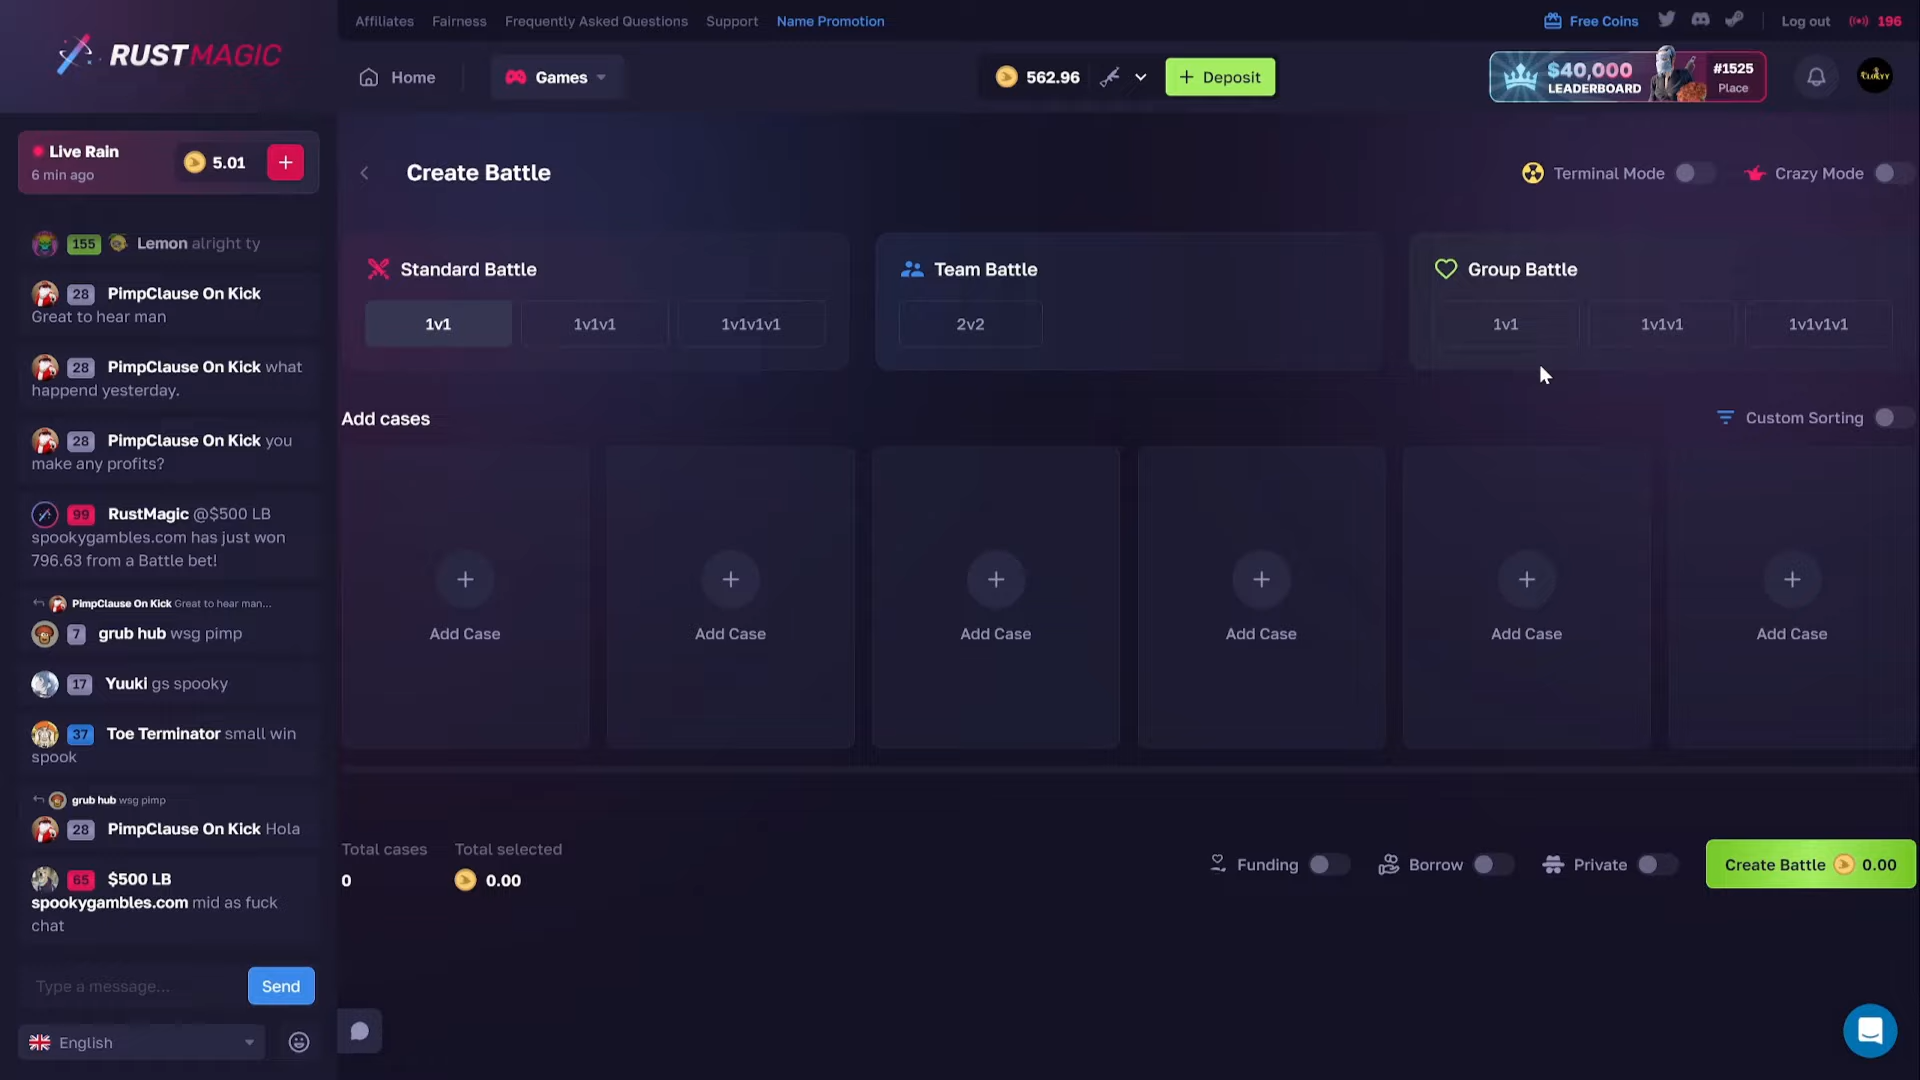 Affiliates Fairness Frequently Asked Questions Support Name Promotion Free Coins Log out 196
RUSTMAGIC
Home Games 562.96 + Deposit $40,000 LEADERBOARD #1525 Place
Live Rain
6 min ago
5.01 +
155 Lemon alright ty
28 PimpClause On Kick
Great to hear man
28 PimpClause On Kick what
happend yesterday.
28 PimpClause On Kick you
make any profits?
99 RustMagic @$500 LB
spookygambles.com has just won
796.63 from a Battle bet!
PimpClause On Kick Great to hear man...
7 grub hub wsg pimp
17 Yuuki gs spooky
37 Toe Terminator small win
spook
grub hub wsg pimp
28 PimpClause On Kick Hola
65 $500 LB
spookygambles.com mid as fuck
chat
Type a message... Send
English
Create Battle
Terminal Mode Crazy Mode
Standard Battle
1v1 1v1v1 1v1v1v1
Team Battle
2v2
Group Battle
1v1 1v1v1 1v1v1v1
Add cases Custom Sorting
Add Case Add Case Add Case Add Case Add Case Add Case
Total cases Total selected
0 0.00
Funding Borrow Private Create Battle 0.00